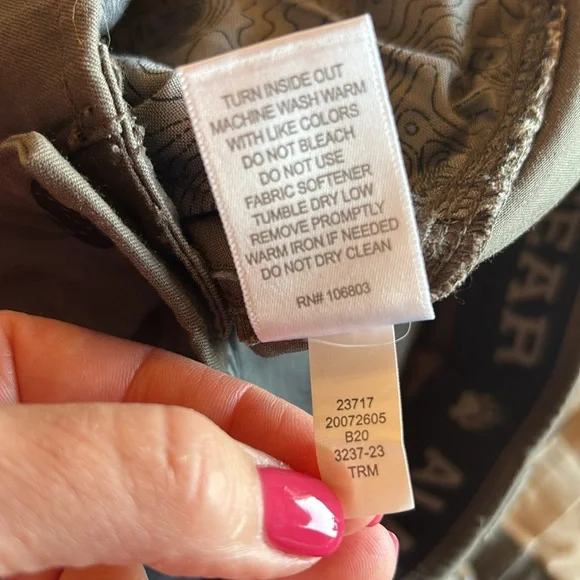 TURN INSIDE OUT
MACHINE WASH WARM
WITH LIKE COLORS
DO NOT BLEACH
DO NOT USE
FABRIC SOFTENER
TUMBLE DRY LOW
REMOVE PROMPTLY
WARM IRON IF NEEDED
DO NOT DRY CLEAN
RN# 106803
23717
20072605
B20
3237-23
TRM
EAR
AL